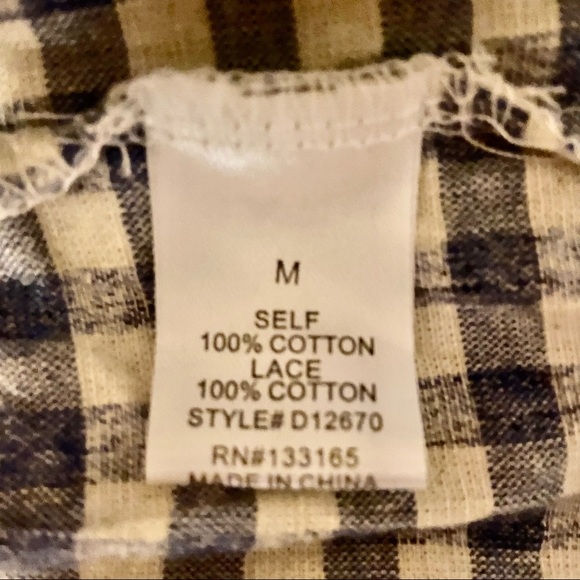 M
SELF
100% COTTON
LACE
100% COTTON
STYLE# D12670
RN#133165
MADE IN CHINA